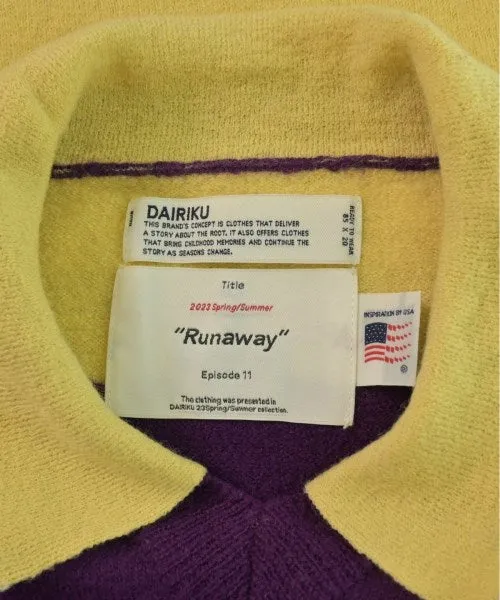 DAIRIKU
THIS BRAND'S CONCEPT IS CLOTHES THAT DELIVER
A STORY ABOUT THE ROOT. IT ALSO OFFERS CLOTHES
THAT BRING CHILDHOOD MEMORIES AND CONTINUE THE
STORY AS SEASONS CHANGE.
READY TO WEAR
85 X 20
Title
2023 Spring/Summer
"Runaway"
Episode 11
The clothing was presented in
DAIRIKU 23Spring/Summer collection.
INSPIRATION BY USA
®